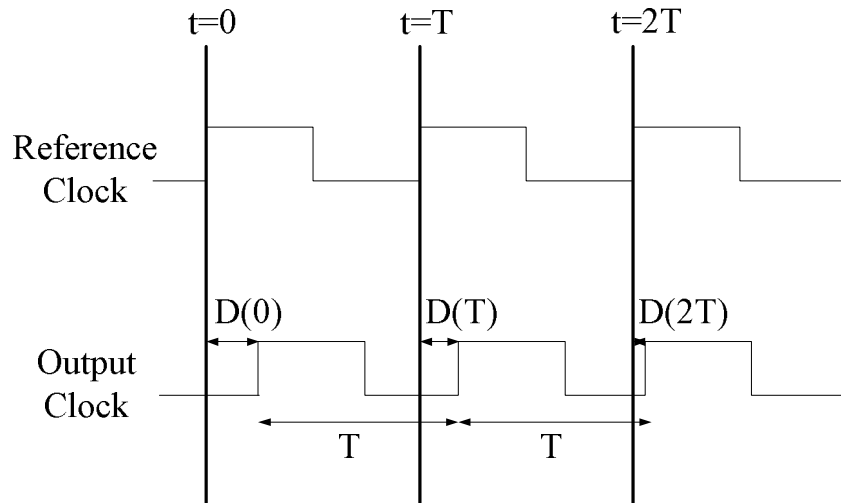 t=0
t=T
t=2T
Reference
Clock
D(0)
D(T)
D(2T)
Output
Clock
T
T